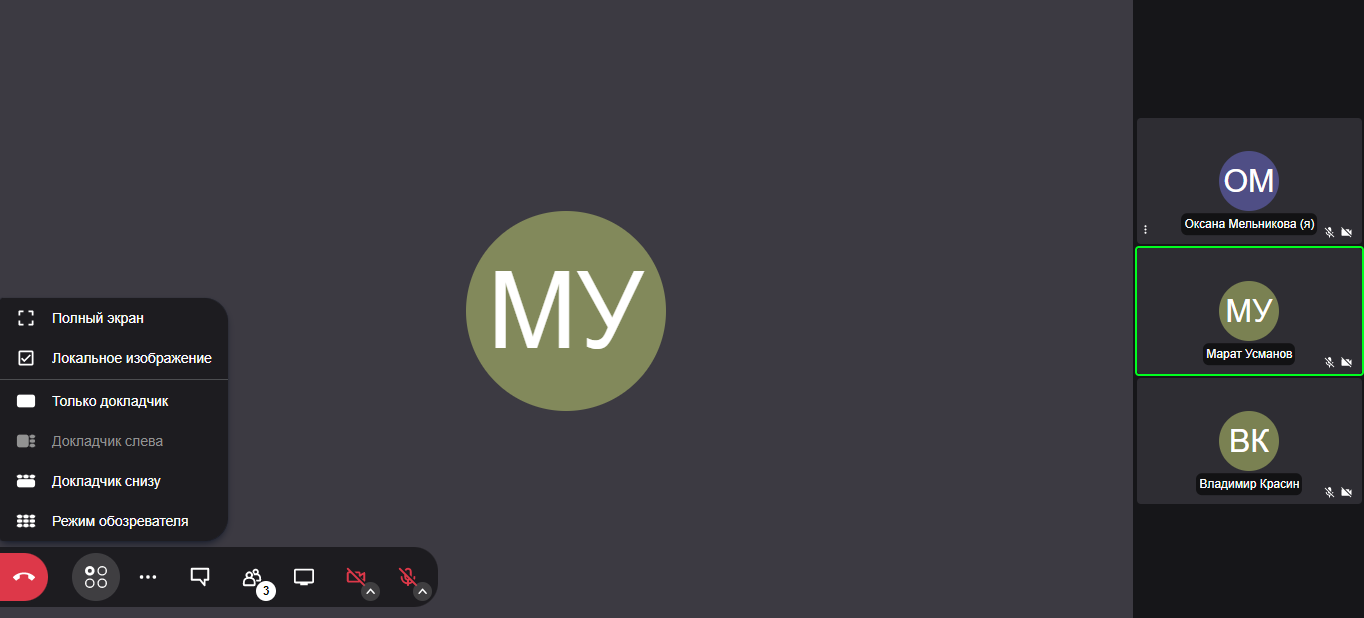 МУ
ОМ
Оксана Мельникова (я)
МУ
Марат Усманов
ВК
Владимир Красин
Полный экран
Локальное изображение
Только докладчик
Докладчик слева
Докладчик снизу
Режим обозревателя
3